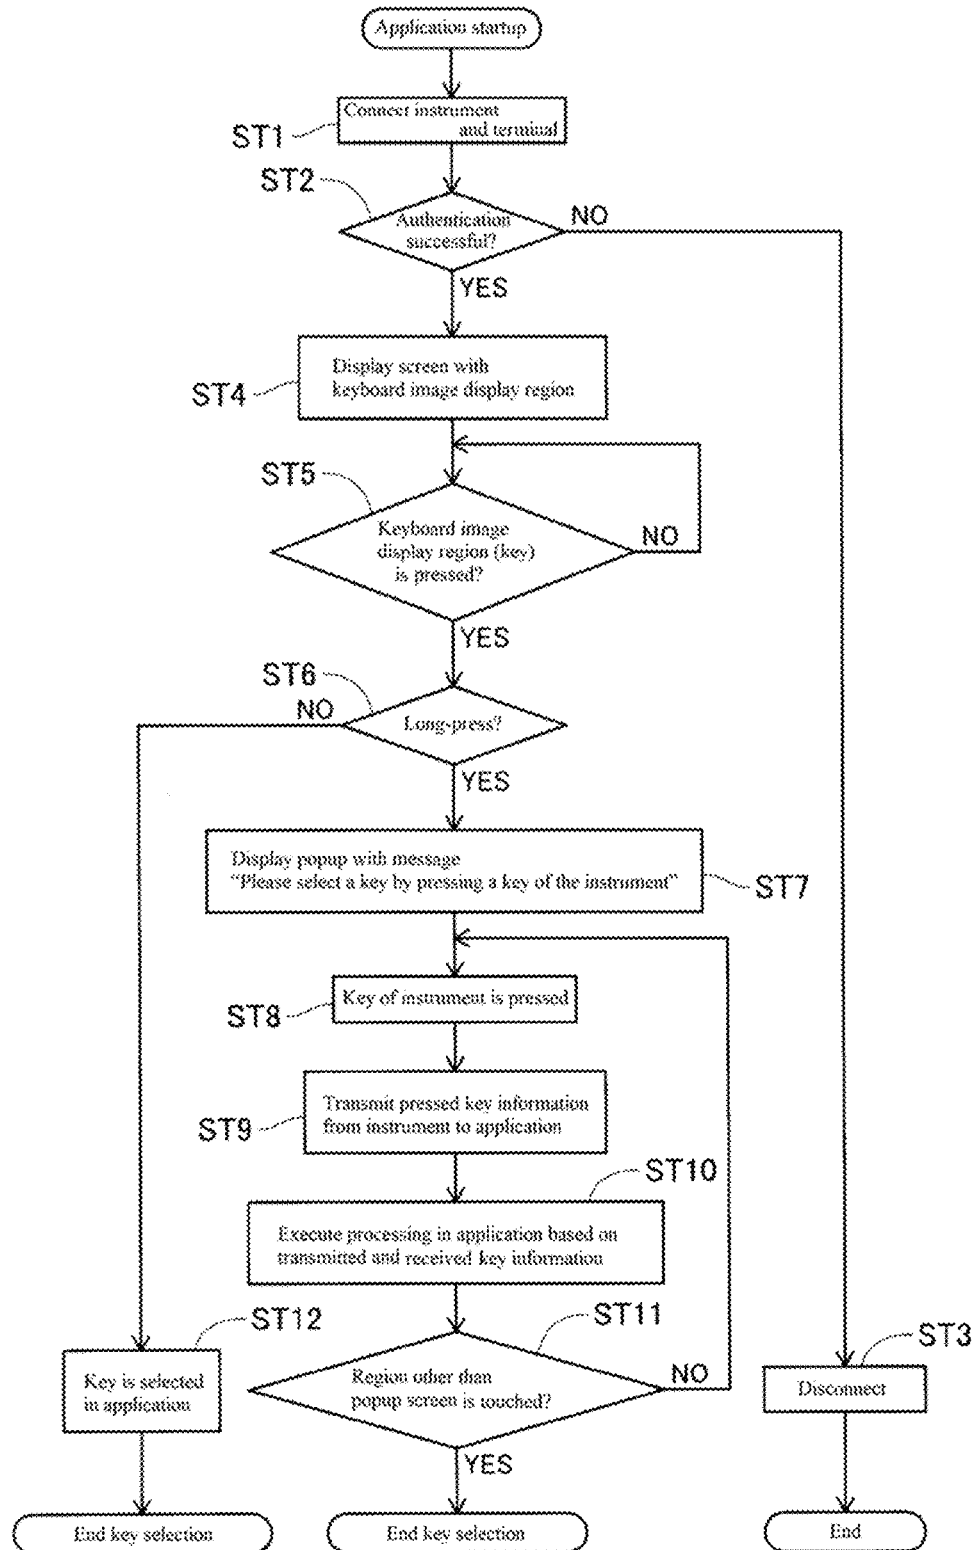 Application startup
Connect instrument
and terminal
ST1
ST2
Authentication
successful?
NO
YES
Display screen with
keyboard image display region
ST4
ST5
Keyboard image
display region (key)
is pressed?
NO
YES
ST6
NO
Long-press?
YES
Display popup with message
"Please select a key by pressing a key of the instrument"
ST7
Key of instrument is pressed
ST8
Transmit pressed key information
from instrument to application
ST9
ST10
Execute processing in application based on
transmitted and received key information
ST12
ST11
ST3
Key is selected
in application
Region other than
popup screen is touched?
NO
Disconnect
YES
End key selection
End key selection
End